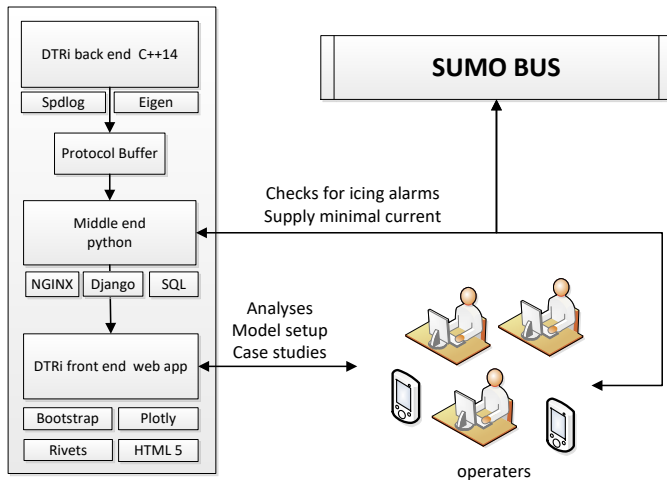 DTRi back end C++14
Spdlog
Eigen
Protocol Buffer
Middle end
python
NGINX
Django
SQL
DTRi front end web app
Bootstrap
Plotly
Rivets
HTML 5
SUMO BUS
Checks for icing alarms
Supply minimal current
Analyses
Model setup
Case studies
operaters